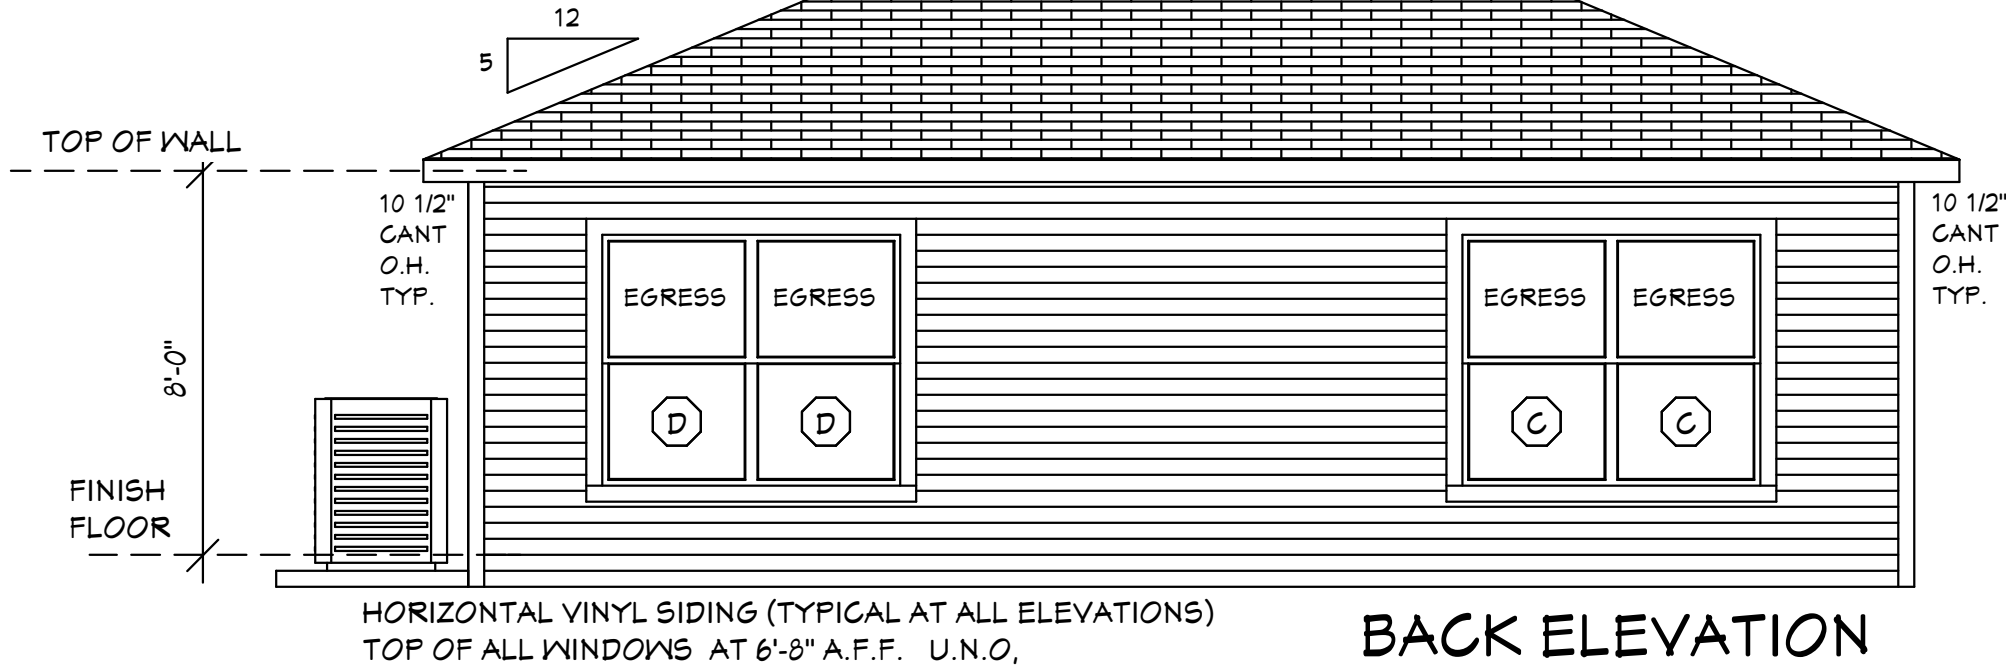 12
5
TOP OF WALL
10 1/2"
CANT
O.H.
TYP.
10 1/2"
CANT
O.H.
TYP.
EGRESS EGRESS
EGRESS EGRESS
8'-0"
D D
C C
FINISH
FLOOR
HORIZONTAL VINYL SIDING (TYPICAL AT ALL ELEVATIONS)
TOP OF ALL WINDOWS AT 6'-8" A.F.F. U.N.O,
BACK ELEVATION